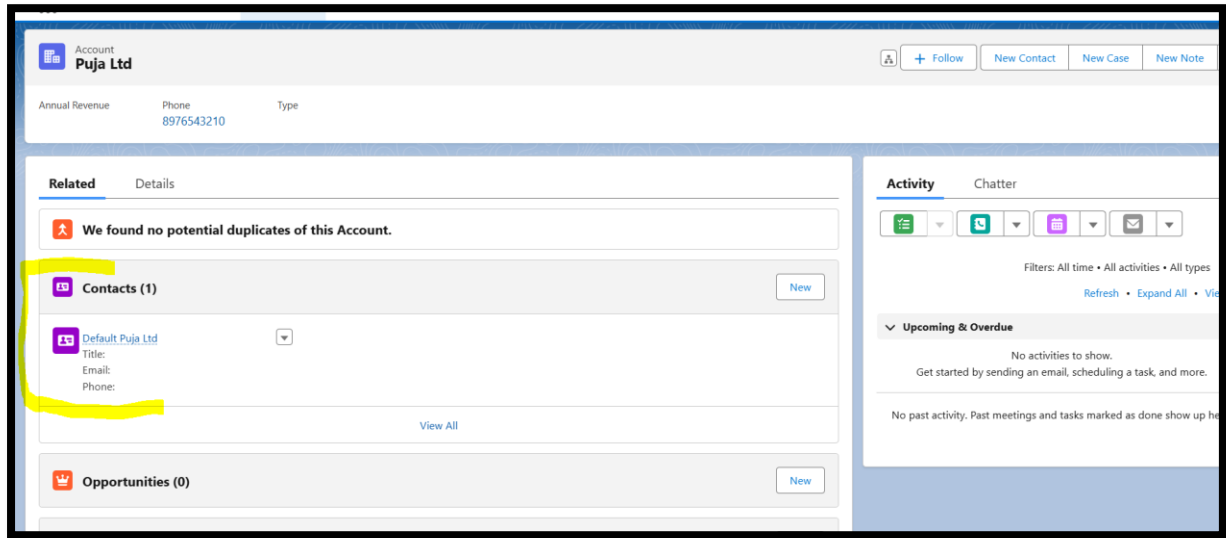 Account
Puja Ltd
+ Follow
New Contact
New Case
New Note
Annual Revenue
Phone
Type
8976543210
Related
Details
We found no potential duplicates of this Account.
Contacts (1)
New
Default Puja Ltd
Title:
Email:
Phone:
View All
Opportunities (0)
New
Activity
Chatter
Filters: All time • All activities • All types
Refresh • Expand All •
Upcoming & Overdue
No activities to show.
Get started by sending an email, scheduling a task, and more.
No past activity. Past meetings and tasks marked as done show up